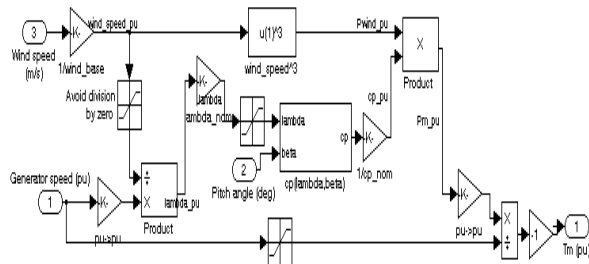 3
Wind speed
(m/s)
-K-
1/wind_base
wind_speed_pu
u(1)^3
wind_speed^3
Pwind_pu
X
Product
Avoid division
by zero
-K-
lambda
lambda_nom
lambda
beta
cp
cp(lambda,beta)
2
Pitch angle (deg)
-K-
1/cp_nom
cp_pu
Pm_pu
Generator speed (pu)
1
-K-
pu->pu
÷
X
Product
lambda_pu
-K-
pu->pu
X
÷
-1
1
Tm (pu)